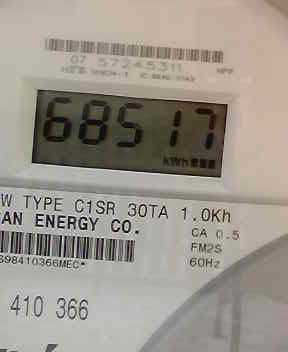 07 57245311
68517
kWh
W TYPE C1SR 30TA 1.0Kh
AN ENERGY CO.
CA 0.5
FM2S
60Hz
S98410366MEC*
410 366